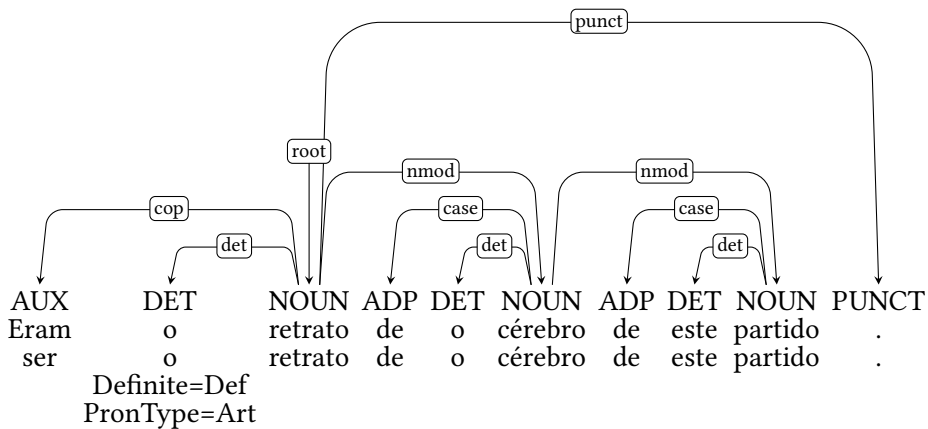 punct
root
nmod nmod
cop case case
det det det
AUX DET NOUN ADP DET NOUN ADP DET NOUN PUNCT
Eram o retrato de o cérebro de este partido .
ser o retrato de o cérebro de este partido .
Definite=Def
PronType=Art